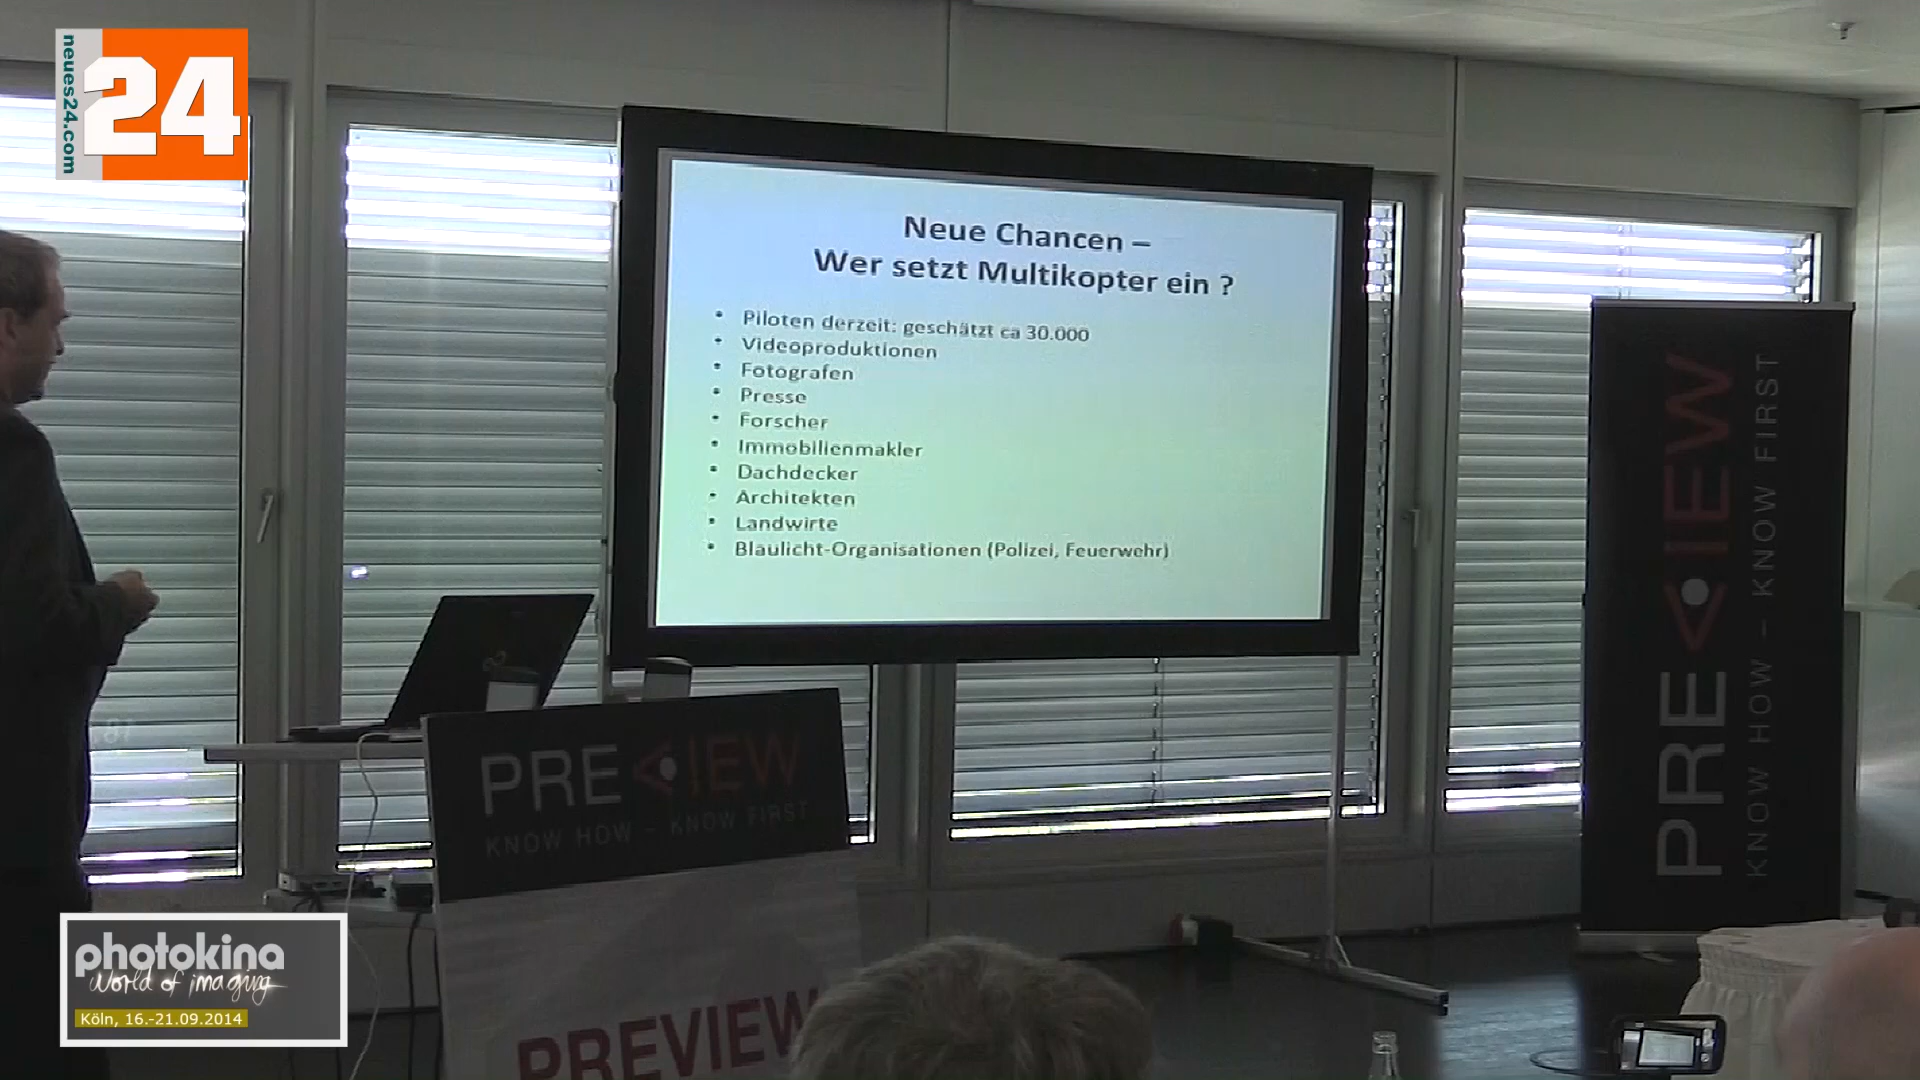 neues24.com
24
Neue Chancen –
Wer setzt Multikopter ein ?
• Piloten derzeit: geschätzt ca 30.000
• Videoproduktionen
• Fotografen
• Presse
• Forscher
• Immobilienmakler
• Dachdecker
• Architekten
• Landwirte
• Blaulicht-Organisationen (Polizei, Feuerwehr)
PREVIEW
KNOW HOW – KNOW FIRST
PREVIEW
KNOW HOW – KNOW FIRST
PREVIEW
photokina
world of imaging
Köln, 16.-21.09.2014